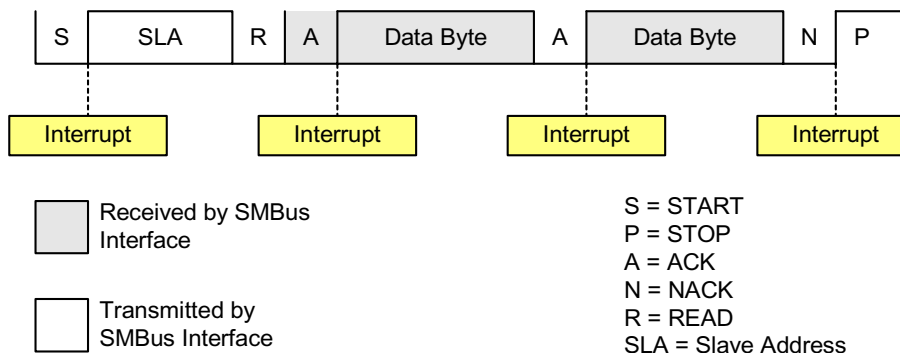 S SLA R A Data Byte A Data Byte N P
Interrupt Interrupt Interrupt Interrupt
Received by SMBus
Interface
Transmitted by
SMBus Interface
S = START
P = STOP
A = ACK
N = NACK
R = READ
SLA = Slave Address